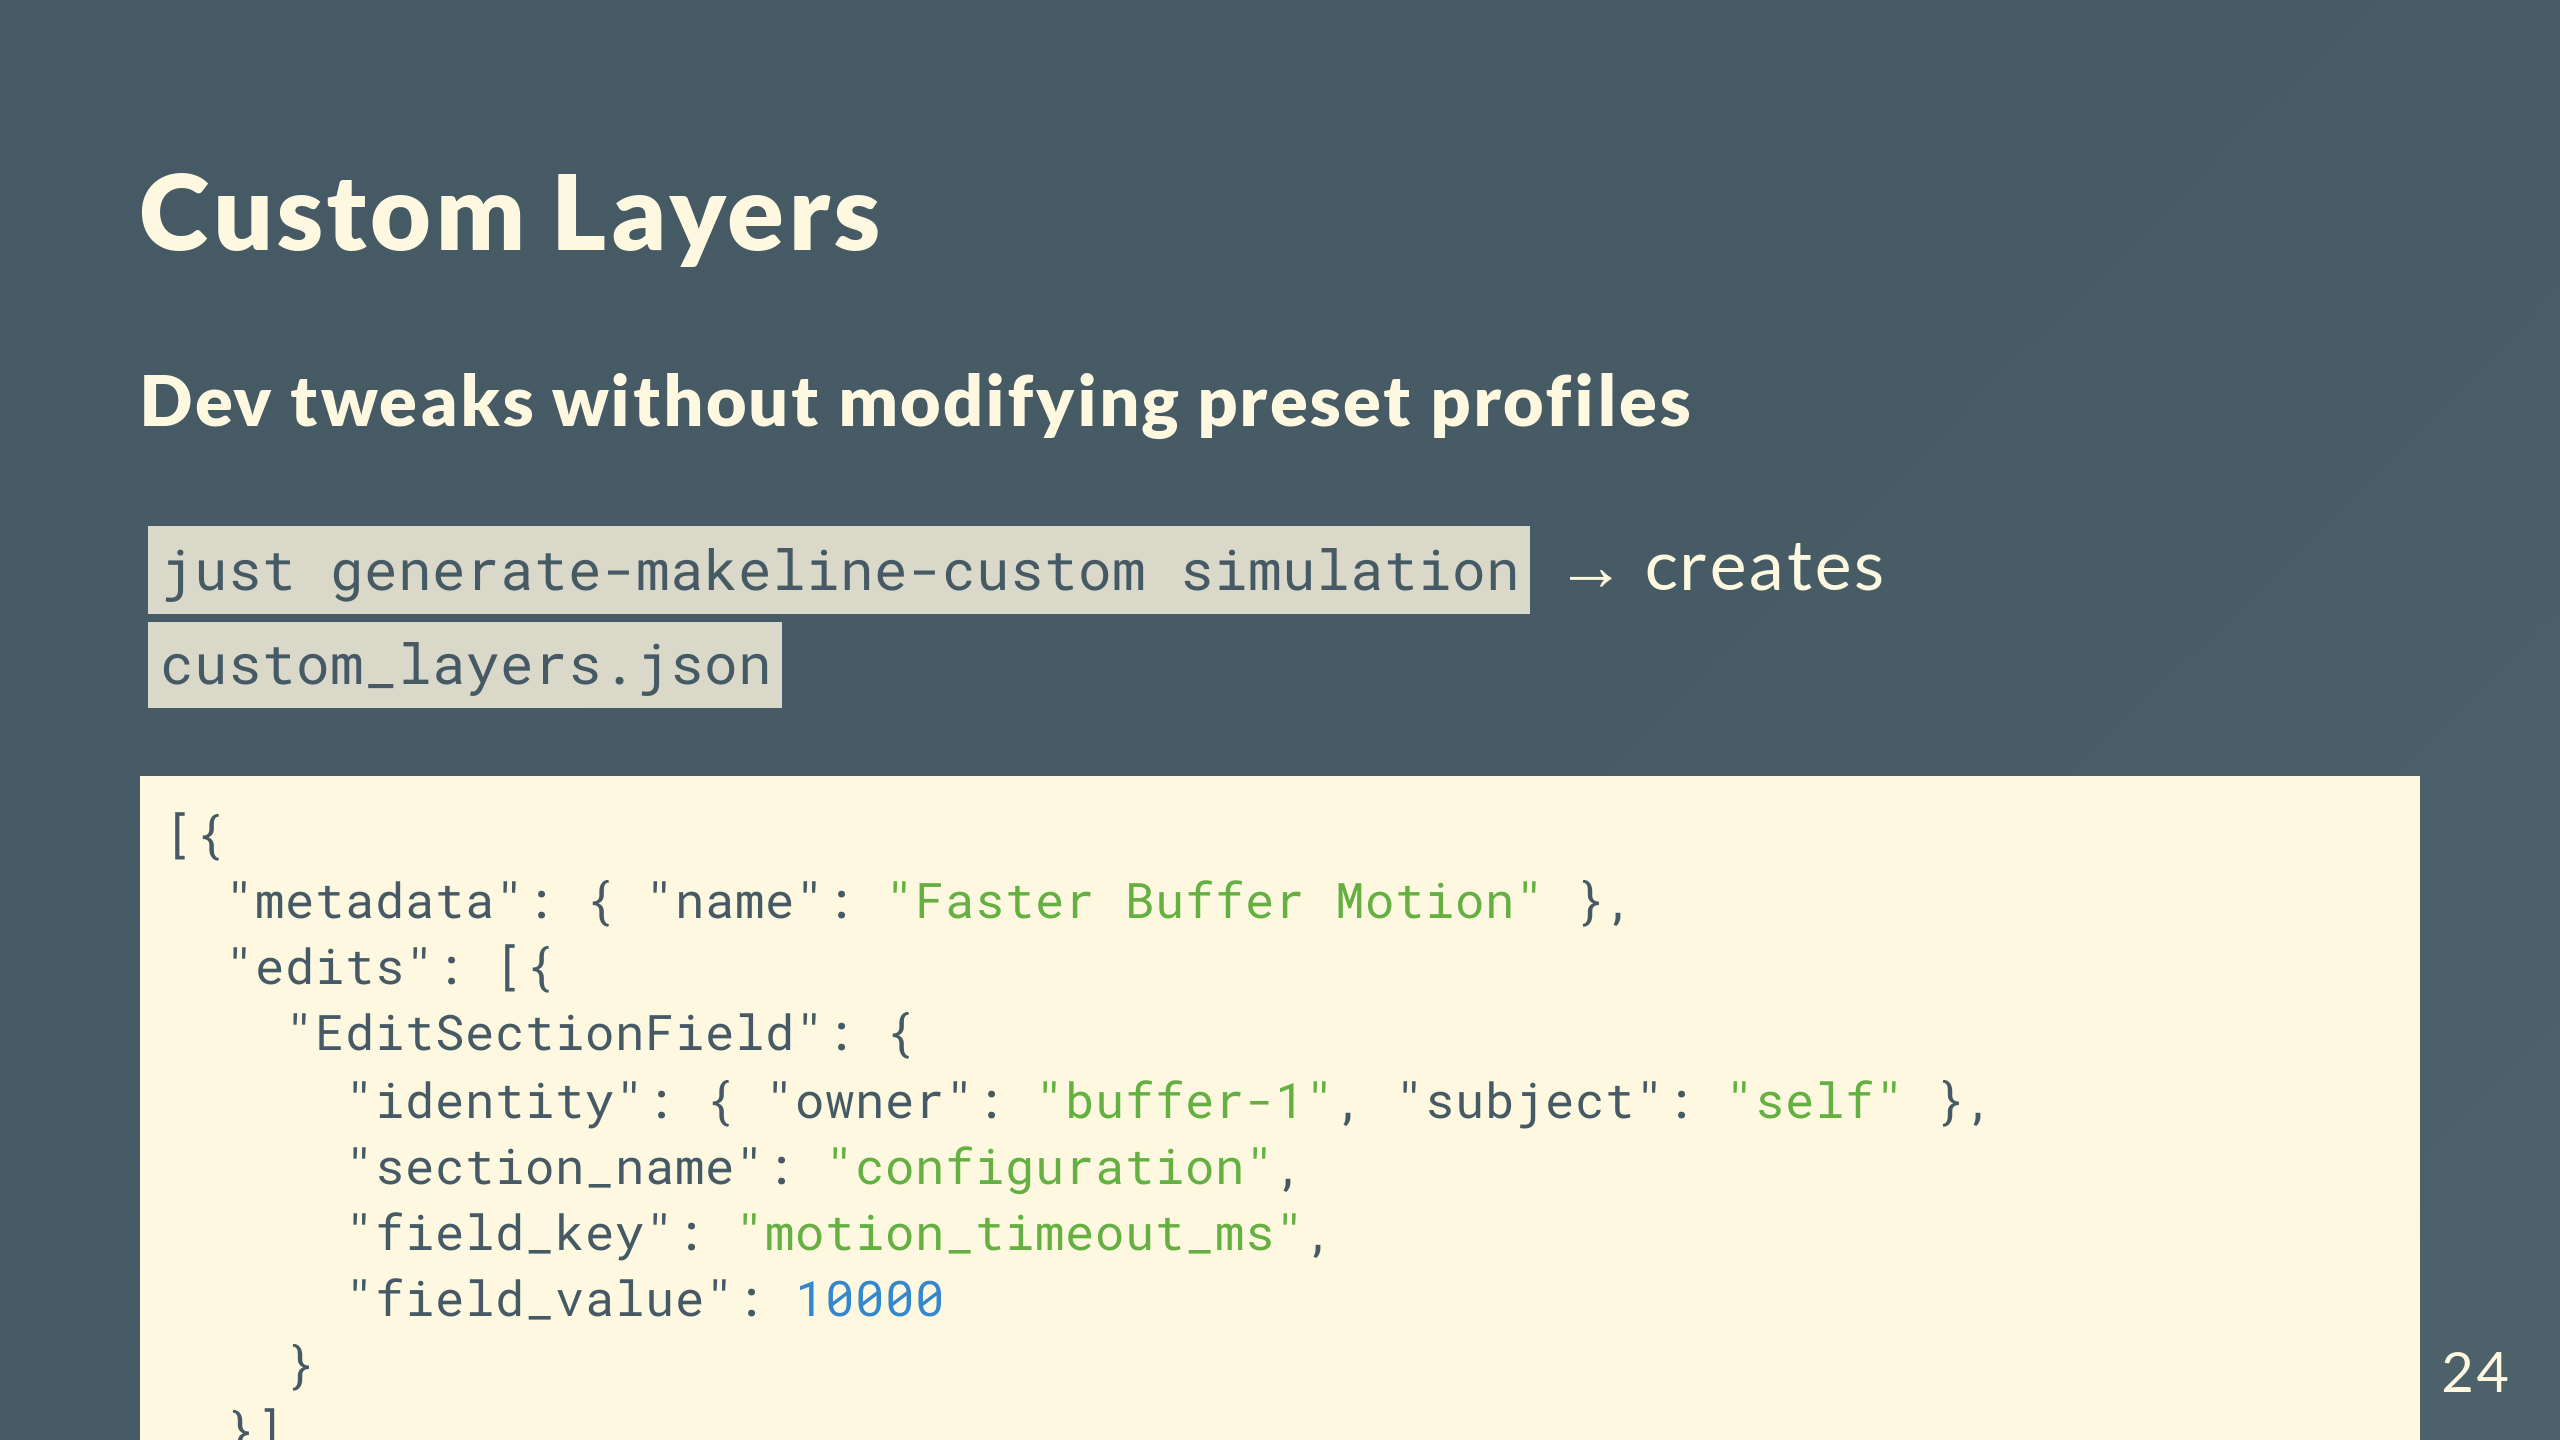 Custom Layers
Dev tweaks without modifying preset profiles
just generate-makeline-custom simulation → creates
custom_layers.json
[{
  "metadata": { "name": "Faster Buffer Motion" },
  "edits": [{
    "EditSectionField": {
      "identity": { "owner": "buffer-1", "subject": "self" },
      "section_name": "configuration",
      "field_key": "motion_timeout_ms",
      "field_value": 10000
    }
  }]
24